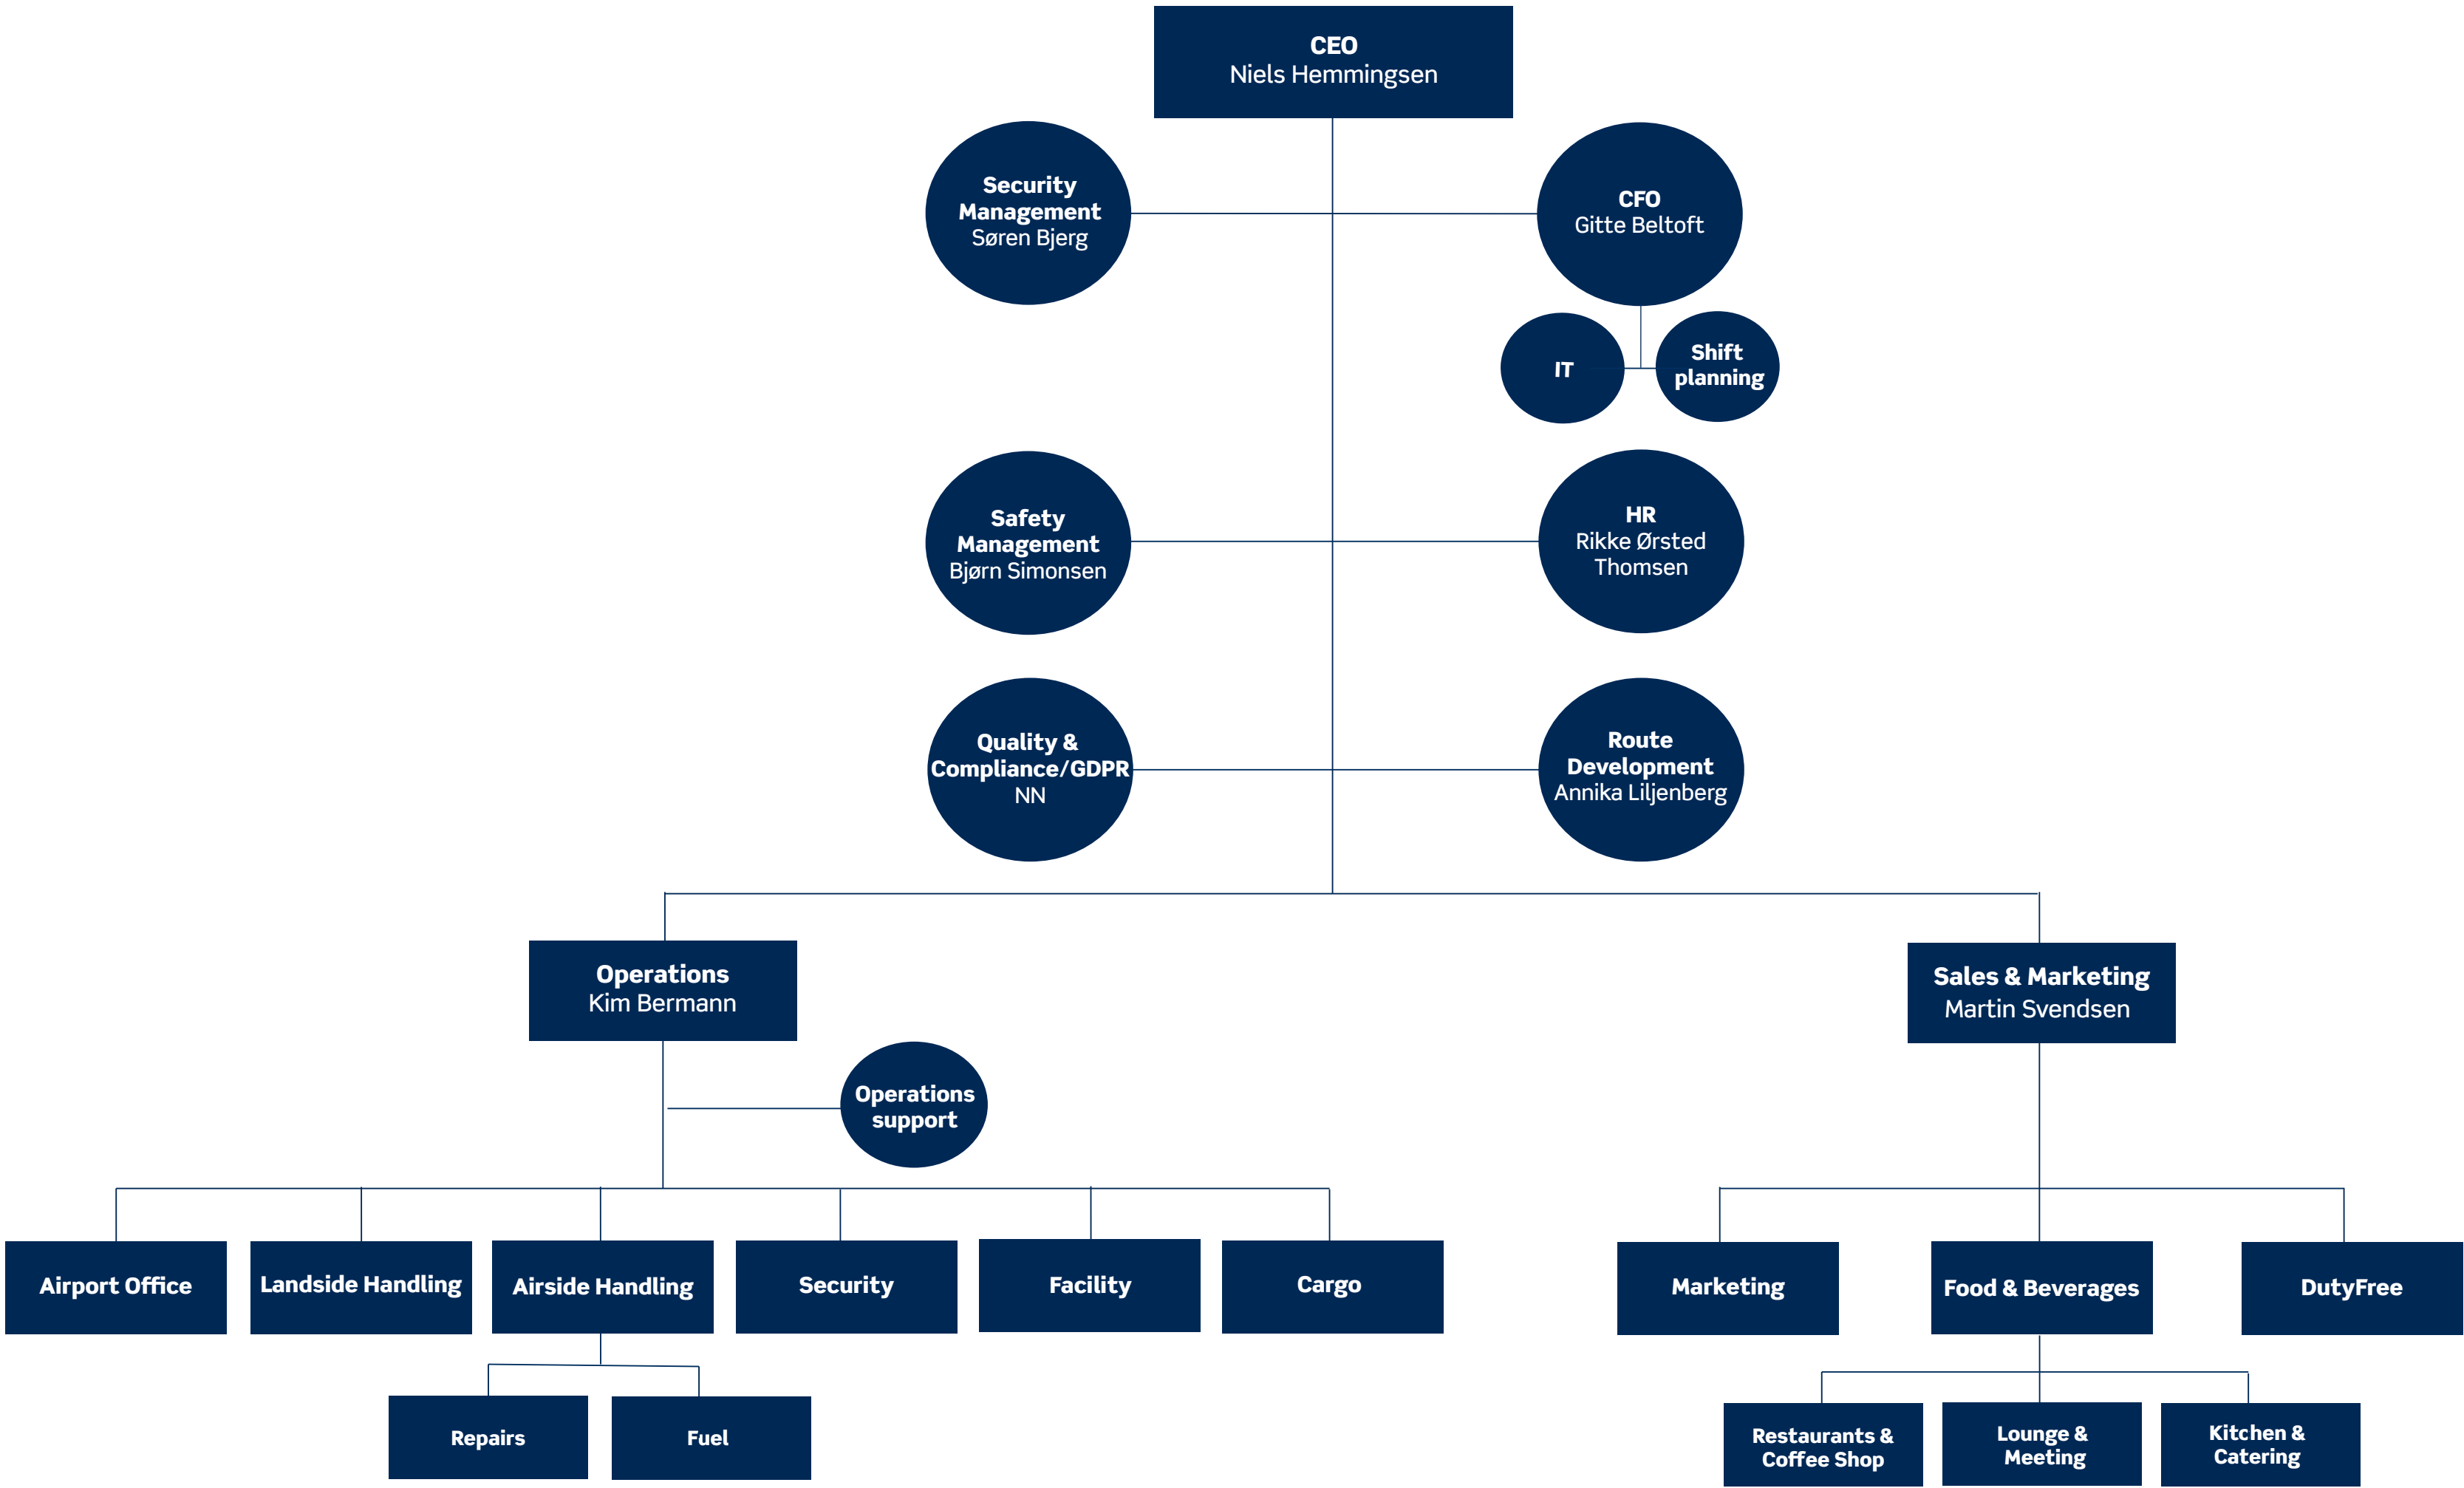 CEO
Niels Hemmingsen
Security
Management
Søren Bjerg
CFO
Gitte Beltoft
IT
Shift
planning
Safety
Management
Bjørn Simonsen
HR
Rikke Ørsted
Thomsen
Quality &
Compliance/GDPR
NN
Route
Development
Annika Liljenberg
Operations
Kim Bermann
Sales & Marketing
Martin Svendsen
Operations
support
Airport Office
Landside Handling
Airside Handling
Security
Facility
Cargo
Marketing
Food & Beverages
DutyFree
Repairs
Fuel
Restaurants &
Coffee Shop
Lounge &
Meeting
Kitchen &
Catering